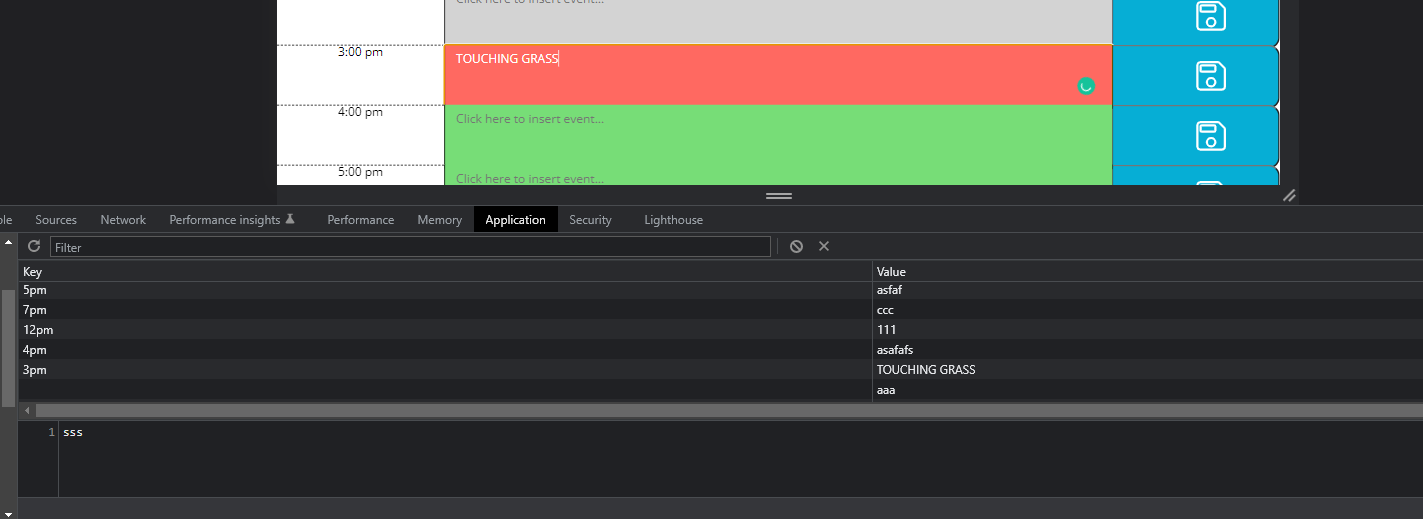 Click here to insert event...
3:00 pm
TOUCHING GRASS
4:00 pm
Click here to insert event...
5:00 pm
Click here to insert event...
Sources Network Performance insights Performance Memory Application Security Lighthouse
Filter
Key Value
5pm asfaf
7pm ccc
12pm 111
4pm asafafs
3pm TOUCHING GRASS
aaa
1 sss